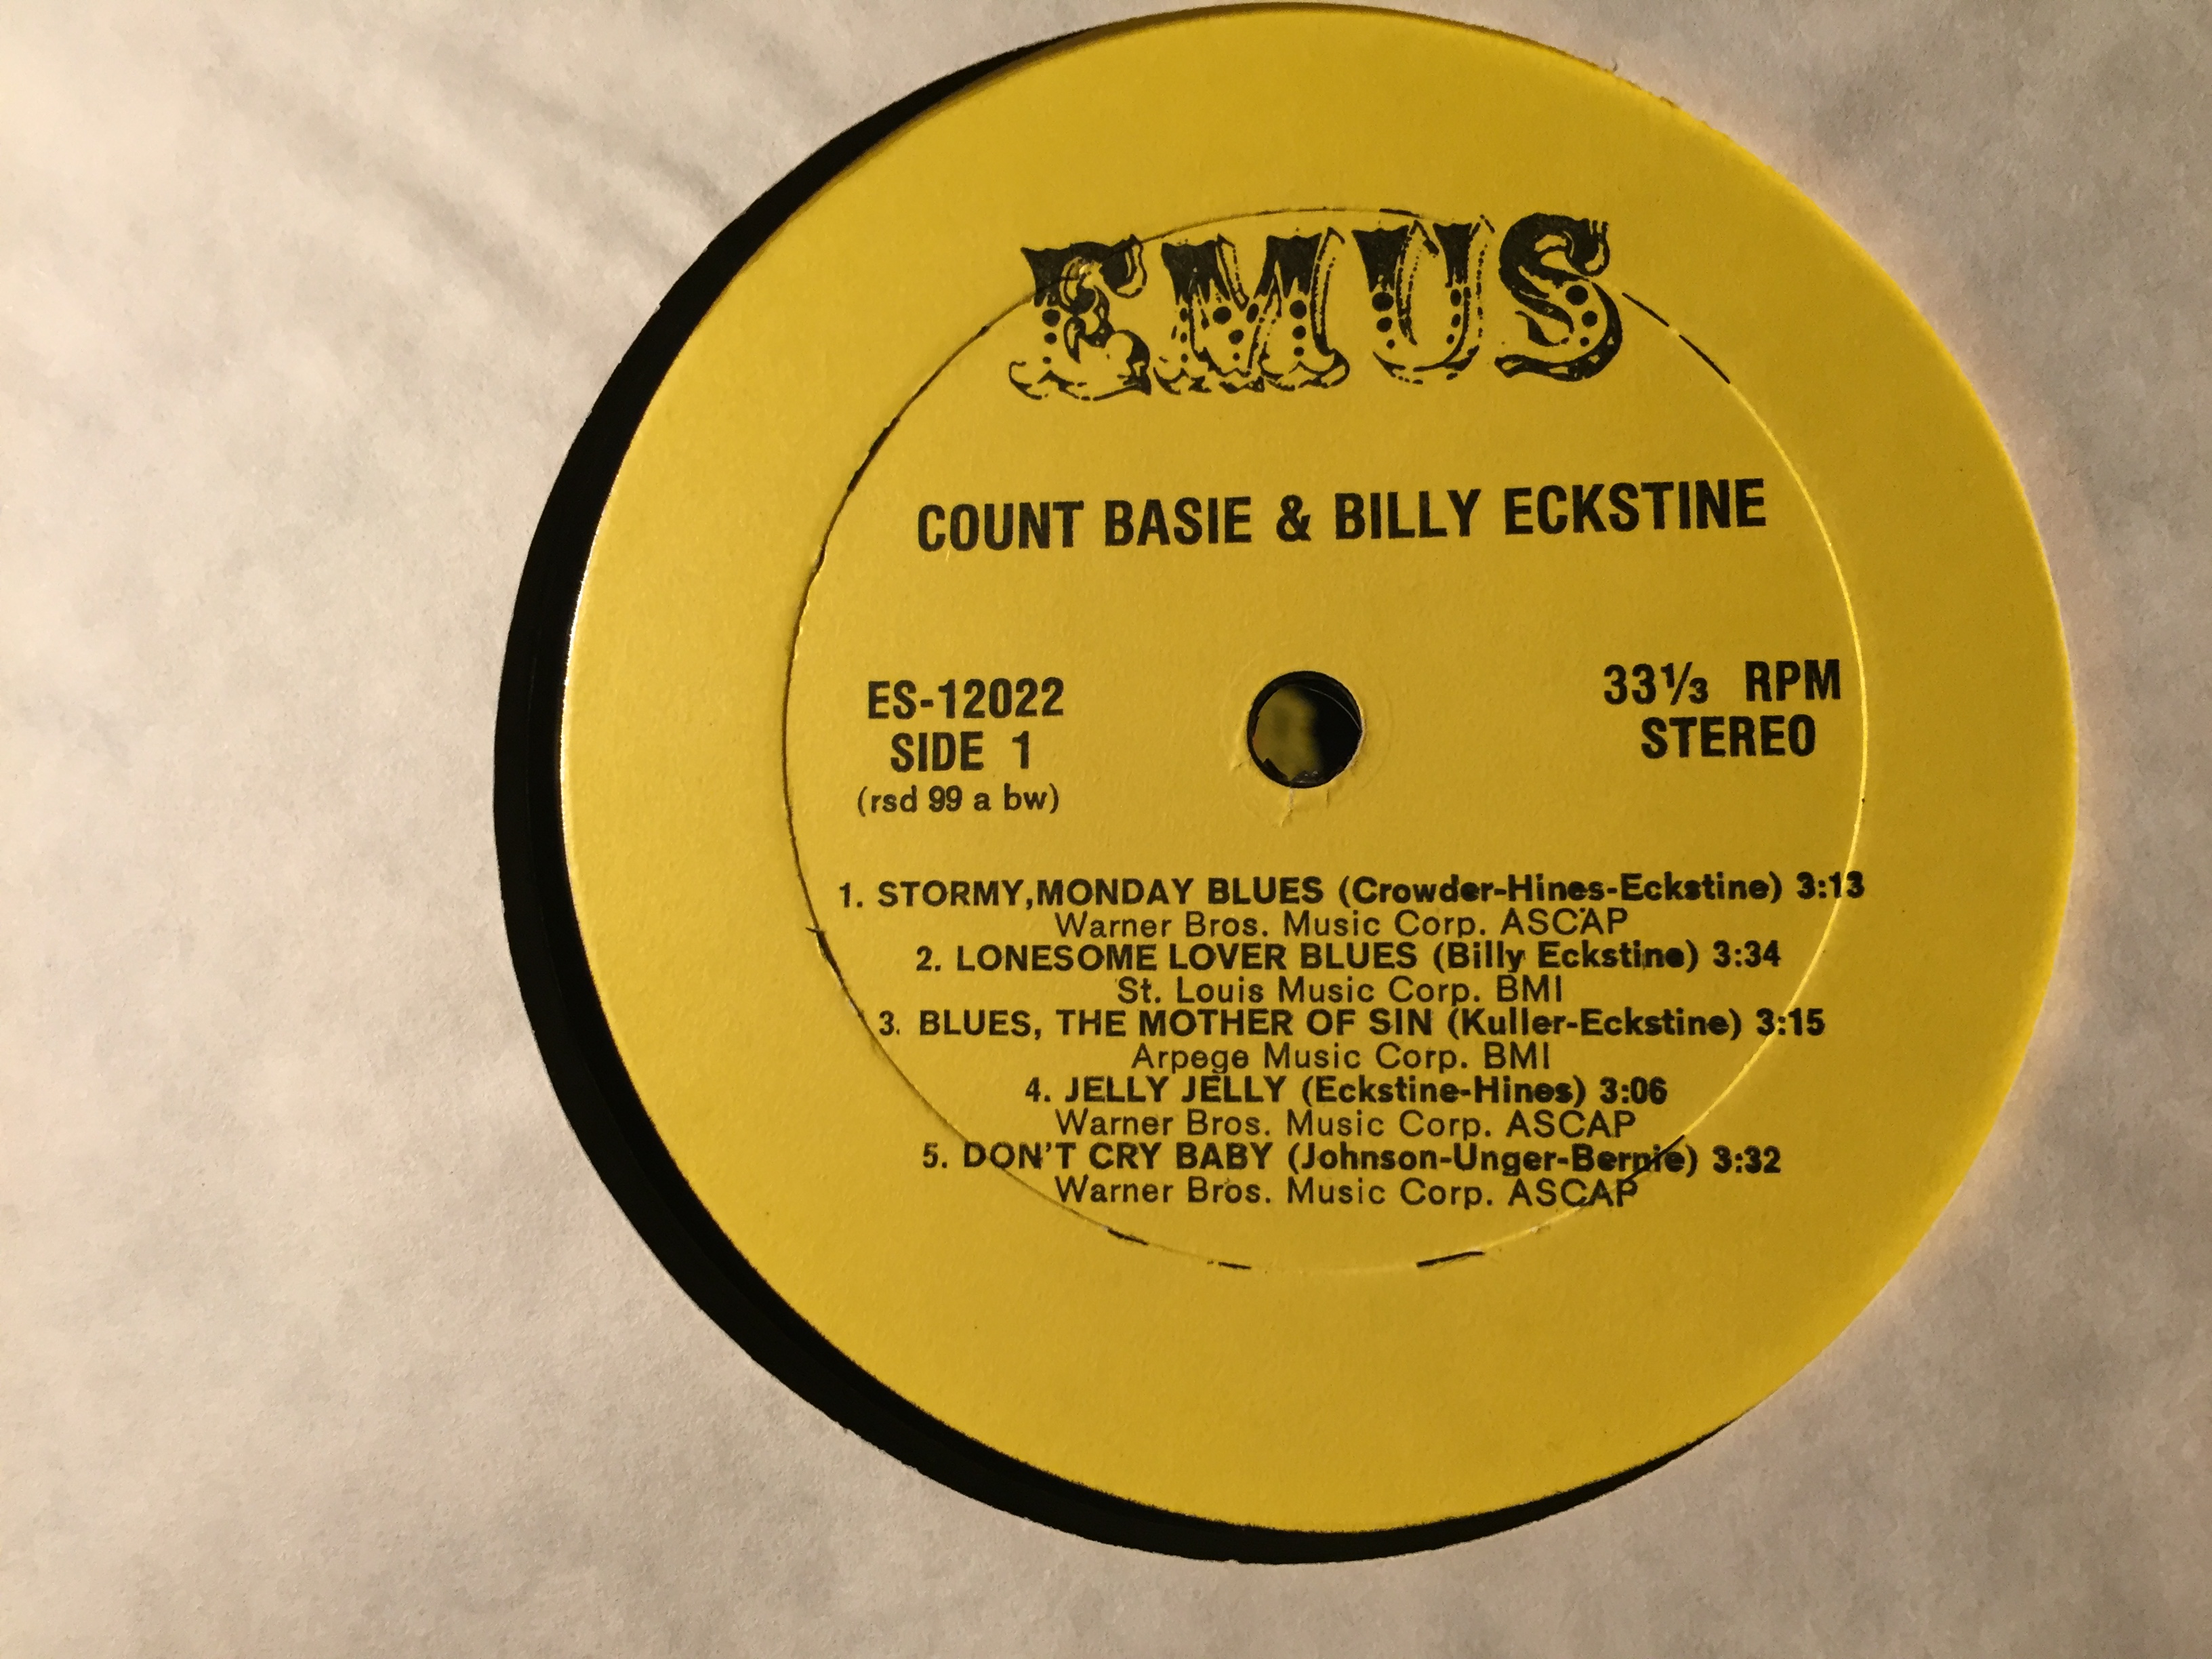 EMUS
COUNT BASIE & BILLY ECKSTINE
ES-12022
SIDE 1
(rsd 99 a bw)
33⅓ RPM
STEREO
1. STORMY,MONDAY BLUES (Crowder-Hines-Eckstine) 3:13
Warner Bros. Music Corp. ASCAP
2. LONESOME LOVER BLUES (Billy Eckstine) 3:34
St. Louis Music Corp. BMI
3. BLUES, THE MOTHER OF SIN (Kuller-Eckstine) 3:15
Arpege Music Corp. BMI
4. JELLY JELLY (Eckstine-Hines) 3:06
Warner Bros. Music Corp. ASCAP
5. DON'T CRY BABY (Johnson-Unger-Bernie) 3:32
Warner Bros. Music Corp. ASCAP